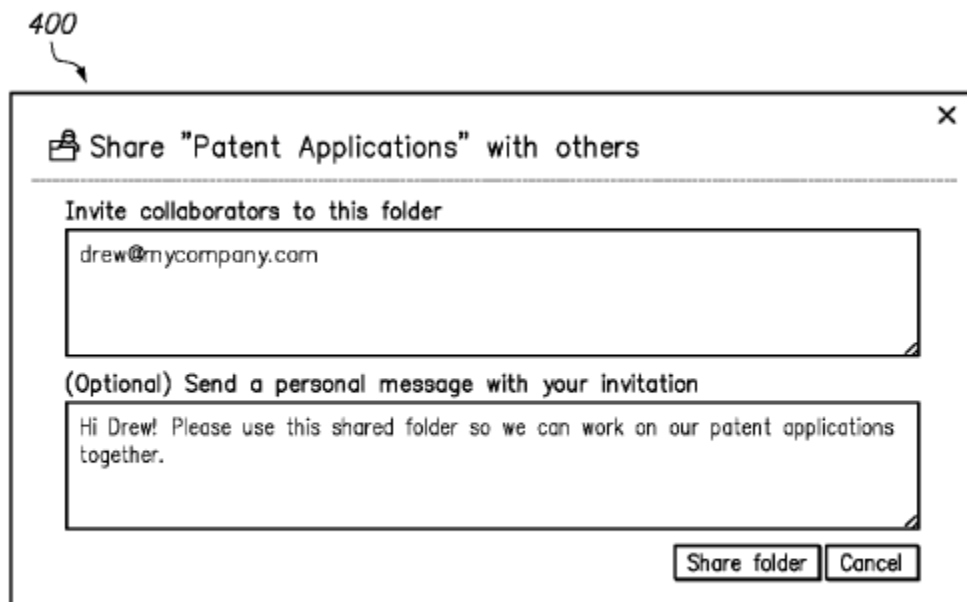 400
Share "Patent Applications" with others
Invite collaborators to this folder
drew@mycompany.com
(Optional) Send a personal message with your invitation
Hi Drew! Please use this shared folder so we can work on our patent applications
together.
Share folder Cancel